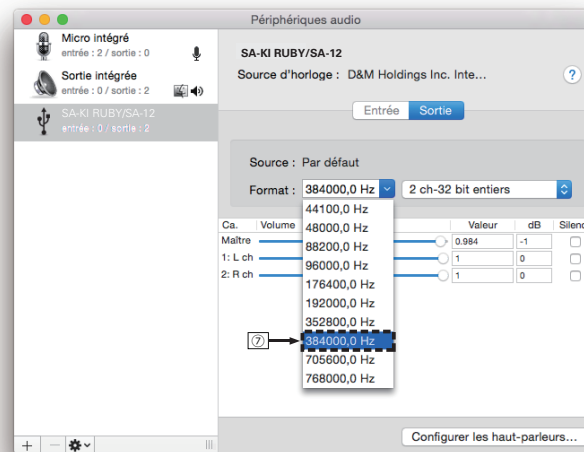 Périphériques audio
Micro intégré
entrée : 2 / sortie : 0
Sortie intégrée
entrée : 0 / sortie : 2
SA-KI RUBY/SA-12
entrée : 0 / sortie : 2
SA-KI RUBY/SA-12
Source d'horloge : D&M Holdings Inc. Inte...
?
Entrée Sortie
Source : Par défaut
Format : 384000,0 Hz 2 ch-32 bit entiers
44100,0 Hz
48000,0 Hz
88200,0 Hz
96000,0 Hz
176400,0 Hz
192000,0 Hz
352800,0 Hz
384000,0 Hz
705600,0 Hz
768000,0 Hz
Ca. Volume Valeur dB Silenc
Maître 0.984 -1
1: L ch 1 0
2: R ch 1 0
⑦
Configurer les haut-parleurs...